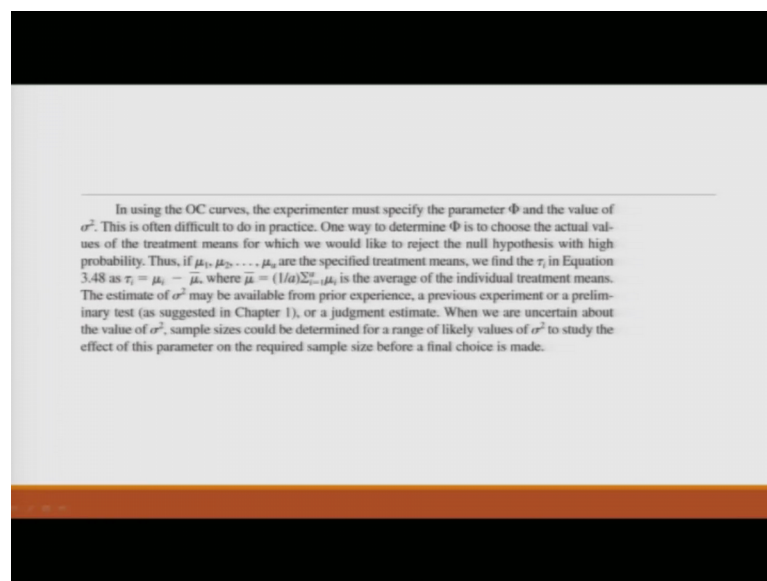 In using the OC curves, the experimenter must specify the parameter Φ and the value of
σ². This is often difficult to do in practice. One way to determine Φ is to choose the actual val-
ues of the treatment means for which we would like to reject the null hypothesis with high
probability. Thus, if μ₁, μ₂, . . . , μₐ are the specified treatment means, we find the τᵢ in Equation
3.48 as τᵢ = μᵢ − μ̄, where μ̄ = (1/a)Σᵃᵢ₌₁μᵢ is the average of the individual treatment means.
The estimate of σ² may be available from prior experience, a previous experiment or a prelim-
inary test (as suggested in Chapter 1), or a judgment estimate. When we are uncertain about
the value of σ², sample sizes could be determined for a range of likely values of σ² to study the
effect of this parameter on the required sample size before a final choice is made.